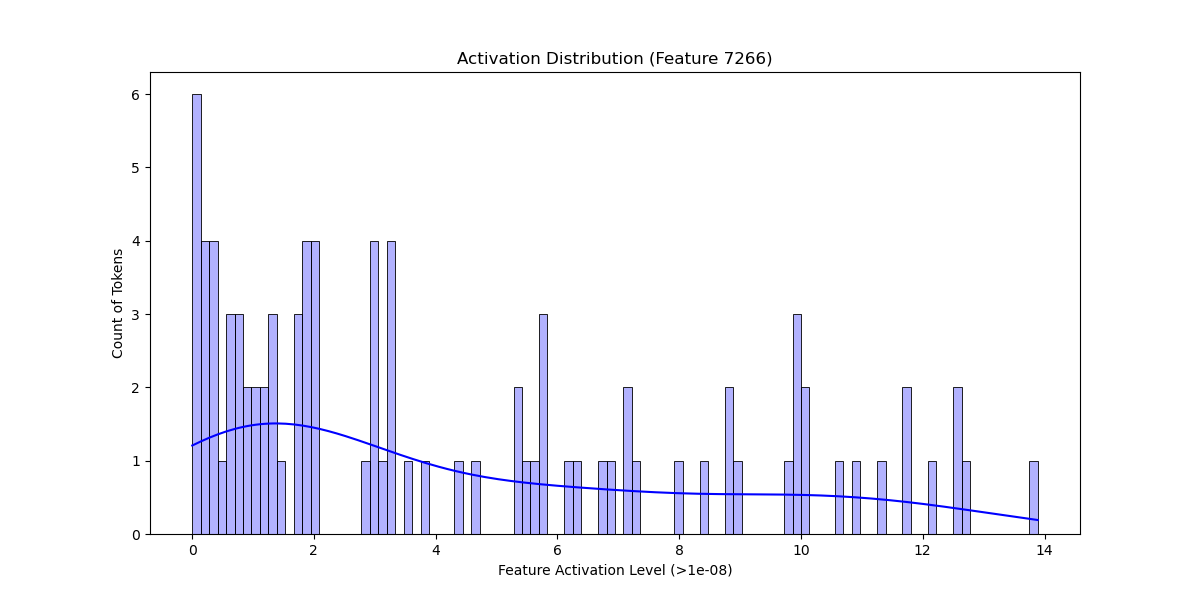 Activation Distribution (Feature 7266)
6
5
4
3
2
1
0
Count of Tokens
0 2 4 6 8 10 12 14
Feature Activation Level (>1e-08)